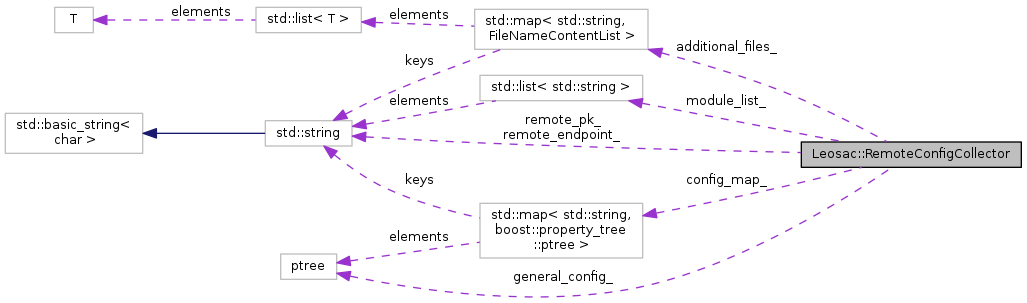 T
elements
std::list< T >
elements
std::map< std::string,
FileNameContentList >
additional_files_
keys
std::list< std::string >
elements
module_list_
std::basic_string<
char >
std::string
remote_pk_
remote_endpoint_
Leosac::RemoteConfigCollector
keys
config_map_
std::map< std::string,
boost::property_tree
::ptree >
elements
ptree
general_config_